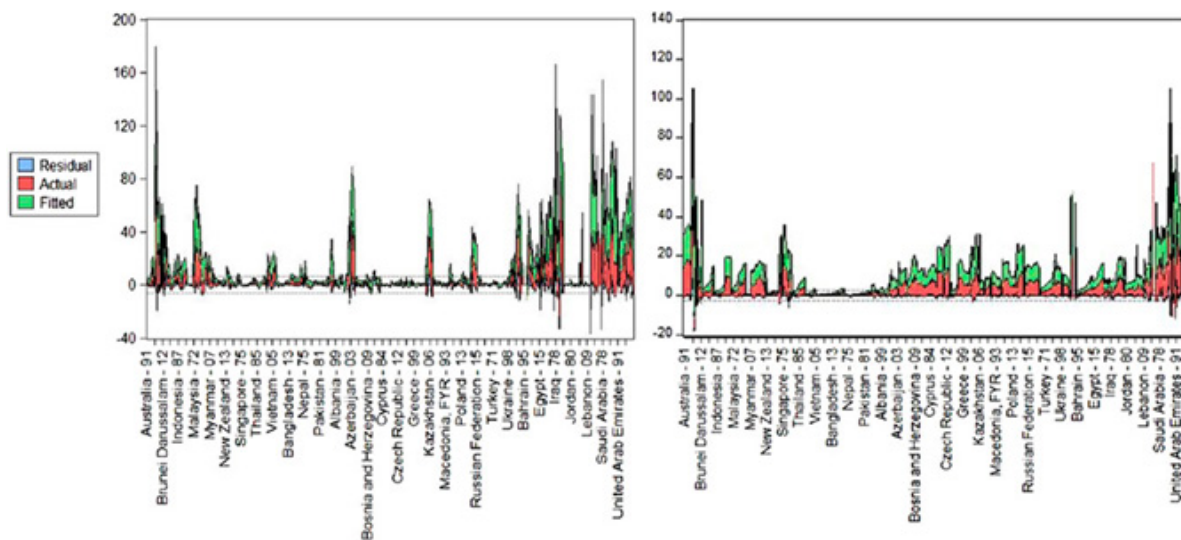 Residual
Actual
Fitted
200
160
120
80
40
0
-40
Australia - 91
Brunei Darussalam - 12
Indonesia - 87
Malaysia - 72
Myanmar - 07
New Zealand - 13
Singapore - 75
Thailand - 85
Vietnam - 05
Bangladesh - 13
Nepal - 75
Pakistan - 81
Albania - 99
Azerbaijan - 03
Bosnia and Herzegovina - 09
Cyprus - 84
Czech Republic - 12
Greece - 99
Kazakhstan - 06
Macedonia, FYR - 93
Poland - 13
Russian Federation - 15
Turkey - 71
Ukraine - 98
Bahrain - 95
Egypt - 15
Iraq - 78
Jordan - 80
Lebanon - 09
Saudi Arabia - 78
United Arab Emirates - 91
140
120
100
80
60
40
20
0
-20
Australia - 91
Brunei Darussalam - 12
Indonesia - 87
Malaysia - 72
Myanmar - 07
New Zealand - 13
Singapore - 75
Thailand - 85
Vietnam - 05
Bangladesh - 13
Nepal - 75
Pakistan - 81
Albania - 99
Azerbaijan - 03
Bosnia and Herzegovina - 09
Cyprus - 84
Czech Republic - 12
Greece - 99
Kazakhstan - 06
Macedonia, FYR - 93
Poland - 13
Russian Federation - 15
Turkey - 71
Ukraine - 98
Bahrain - 95
Egypt - 15
Iraq - 78
Jordan - 80
Lebanon - 09
Saudi Arabia - 78
United Arab Emirates - 91